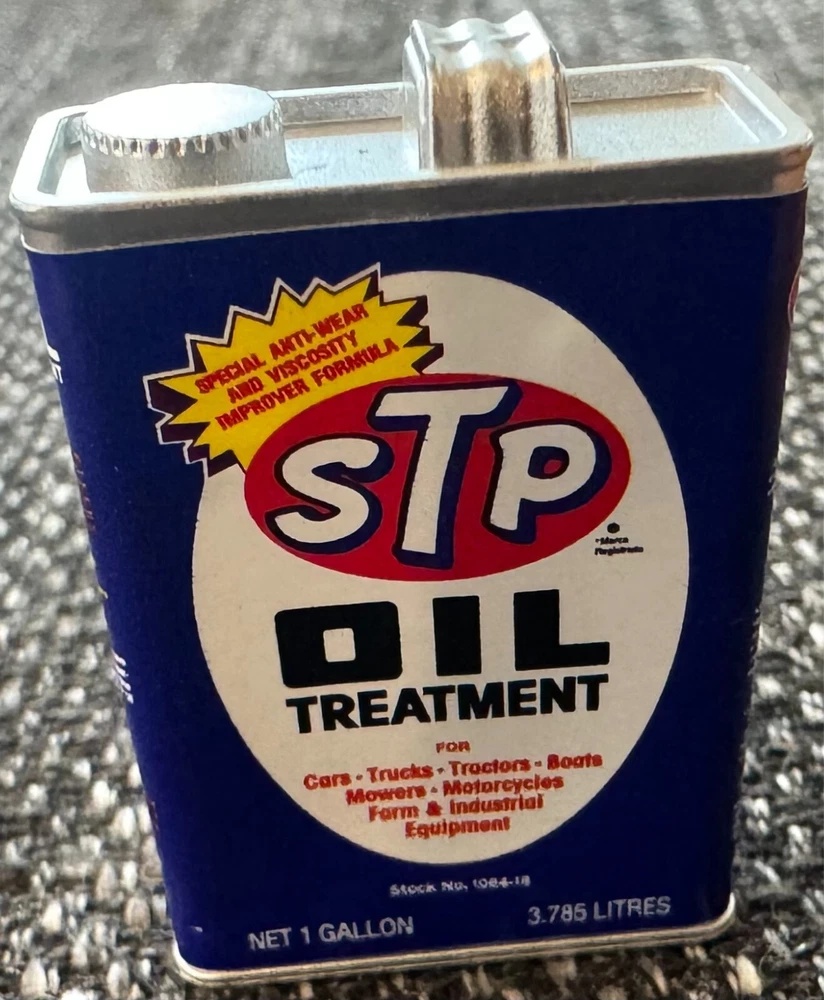 SPECIAL ANTI-WEAR
AND VISCOSITY
IMPROVER FORMULA
STP
*Marca
Registrada
OIL
TREATMENT
FOR
Cars - Trucks - Tractors - Boats
Mowers - Motorcycles
Farm & Industrial
Equipment
Stock No. 1084-18
NET 1 GALLON
3.785 LITRES